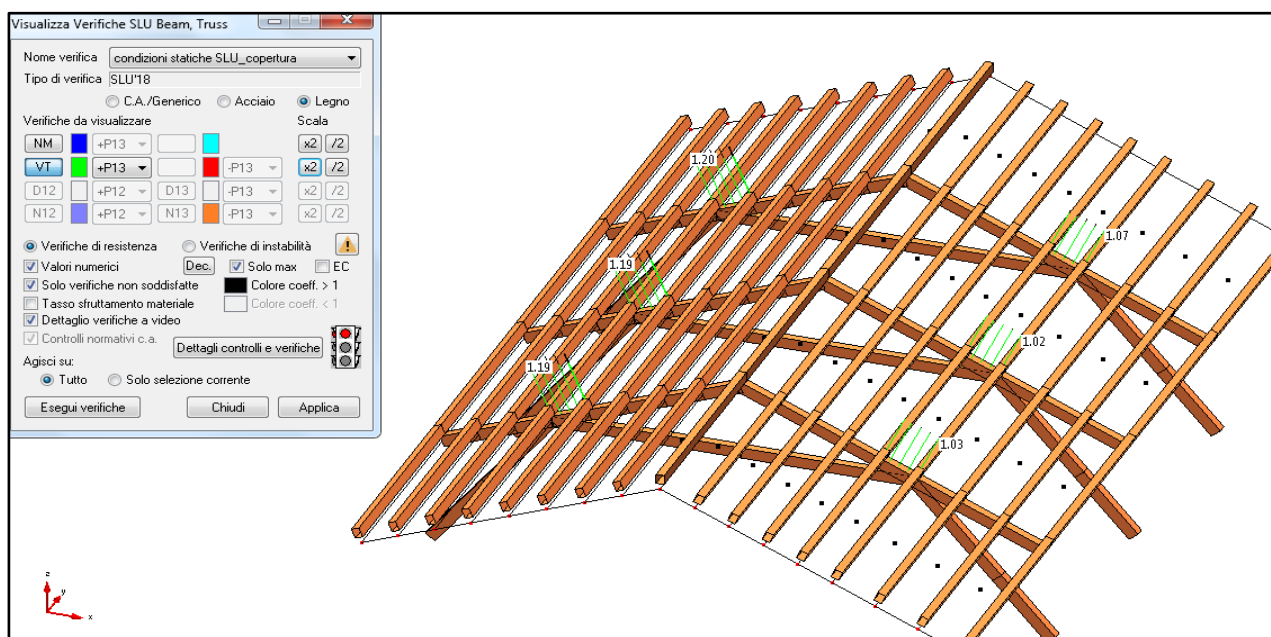 Visualizza Verifiche SLU Beam, Truss
Nome verifica condizioni statiche SLU_copertura
Tipo di verifica SLU'18
C.A./Generico Acciaio Legno
Verifiche da visualizzare Scala
NM +P13 x2 /2
VT +P13 -P13 x2 /2
D12 +P12 D13 -P13 x2 /2
N12 +P12 N13 -P13 x2 /2
Verifiche di resistenza Verifiche di instabilità
Valori numerici Dec. Solo max EC
Solo verifiche non soddisfatte Colore coeff. > 1
Tasso sfruttamento materiale Colore coeff. < 1
Dettaglio verifiche a video
Controlli normativi c.a. Dettagli controlli e verifiche
Agisci su:
Tutto Solo selezione corrente
Esegui verifiche Chiudi Applica
1.20
1.07
1.19
1.02
1.19
1.03
z
y
x